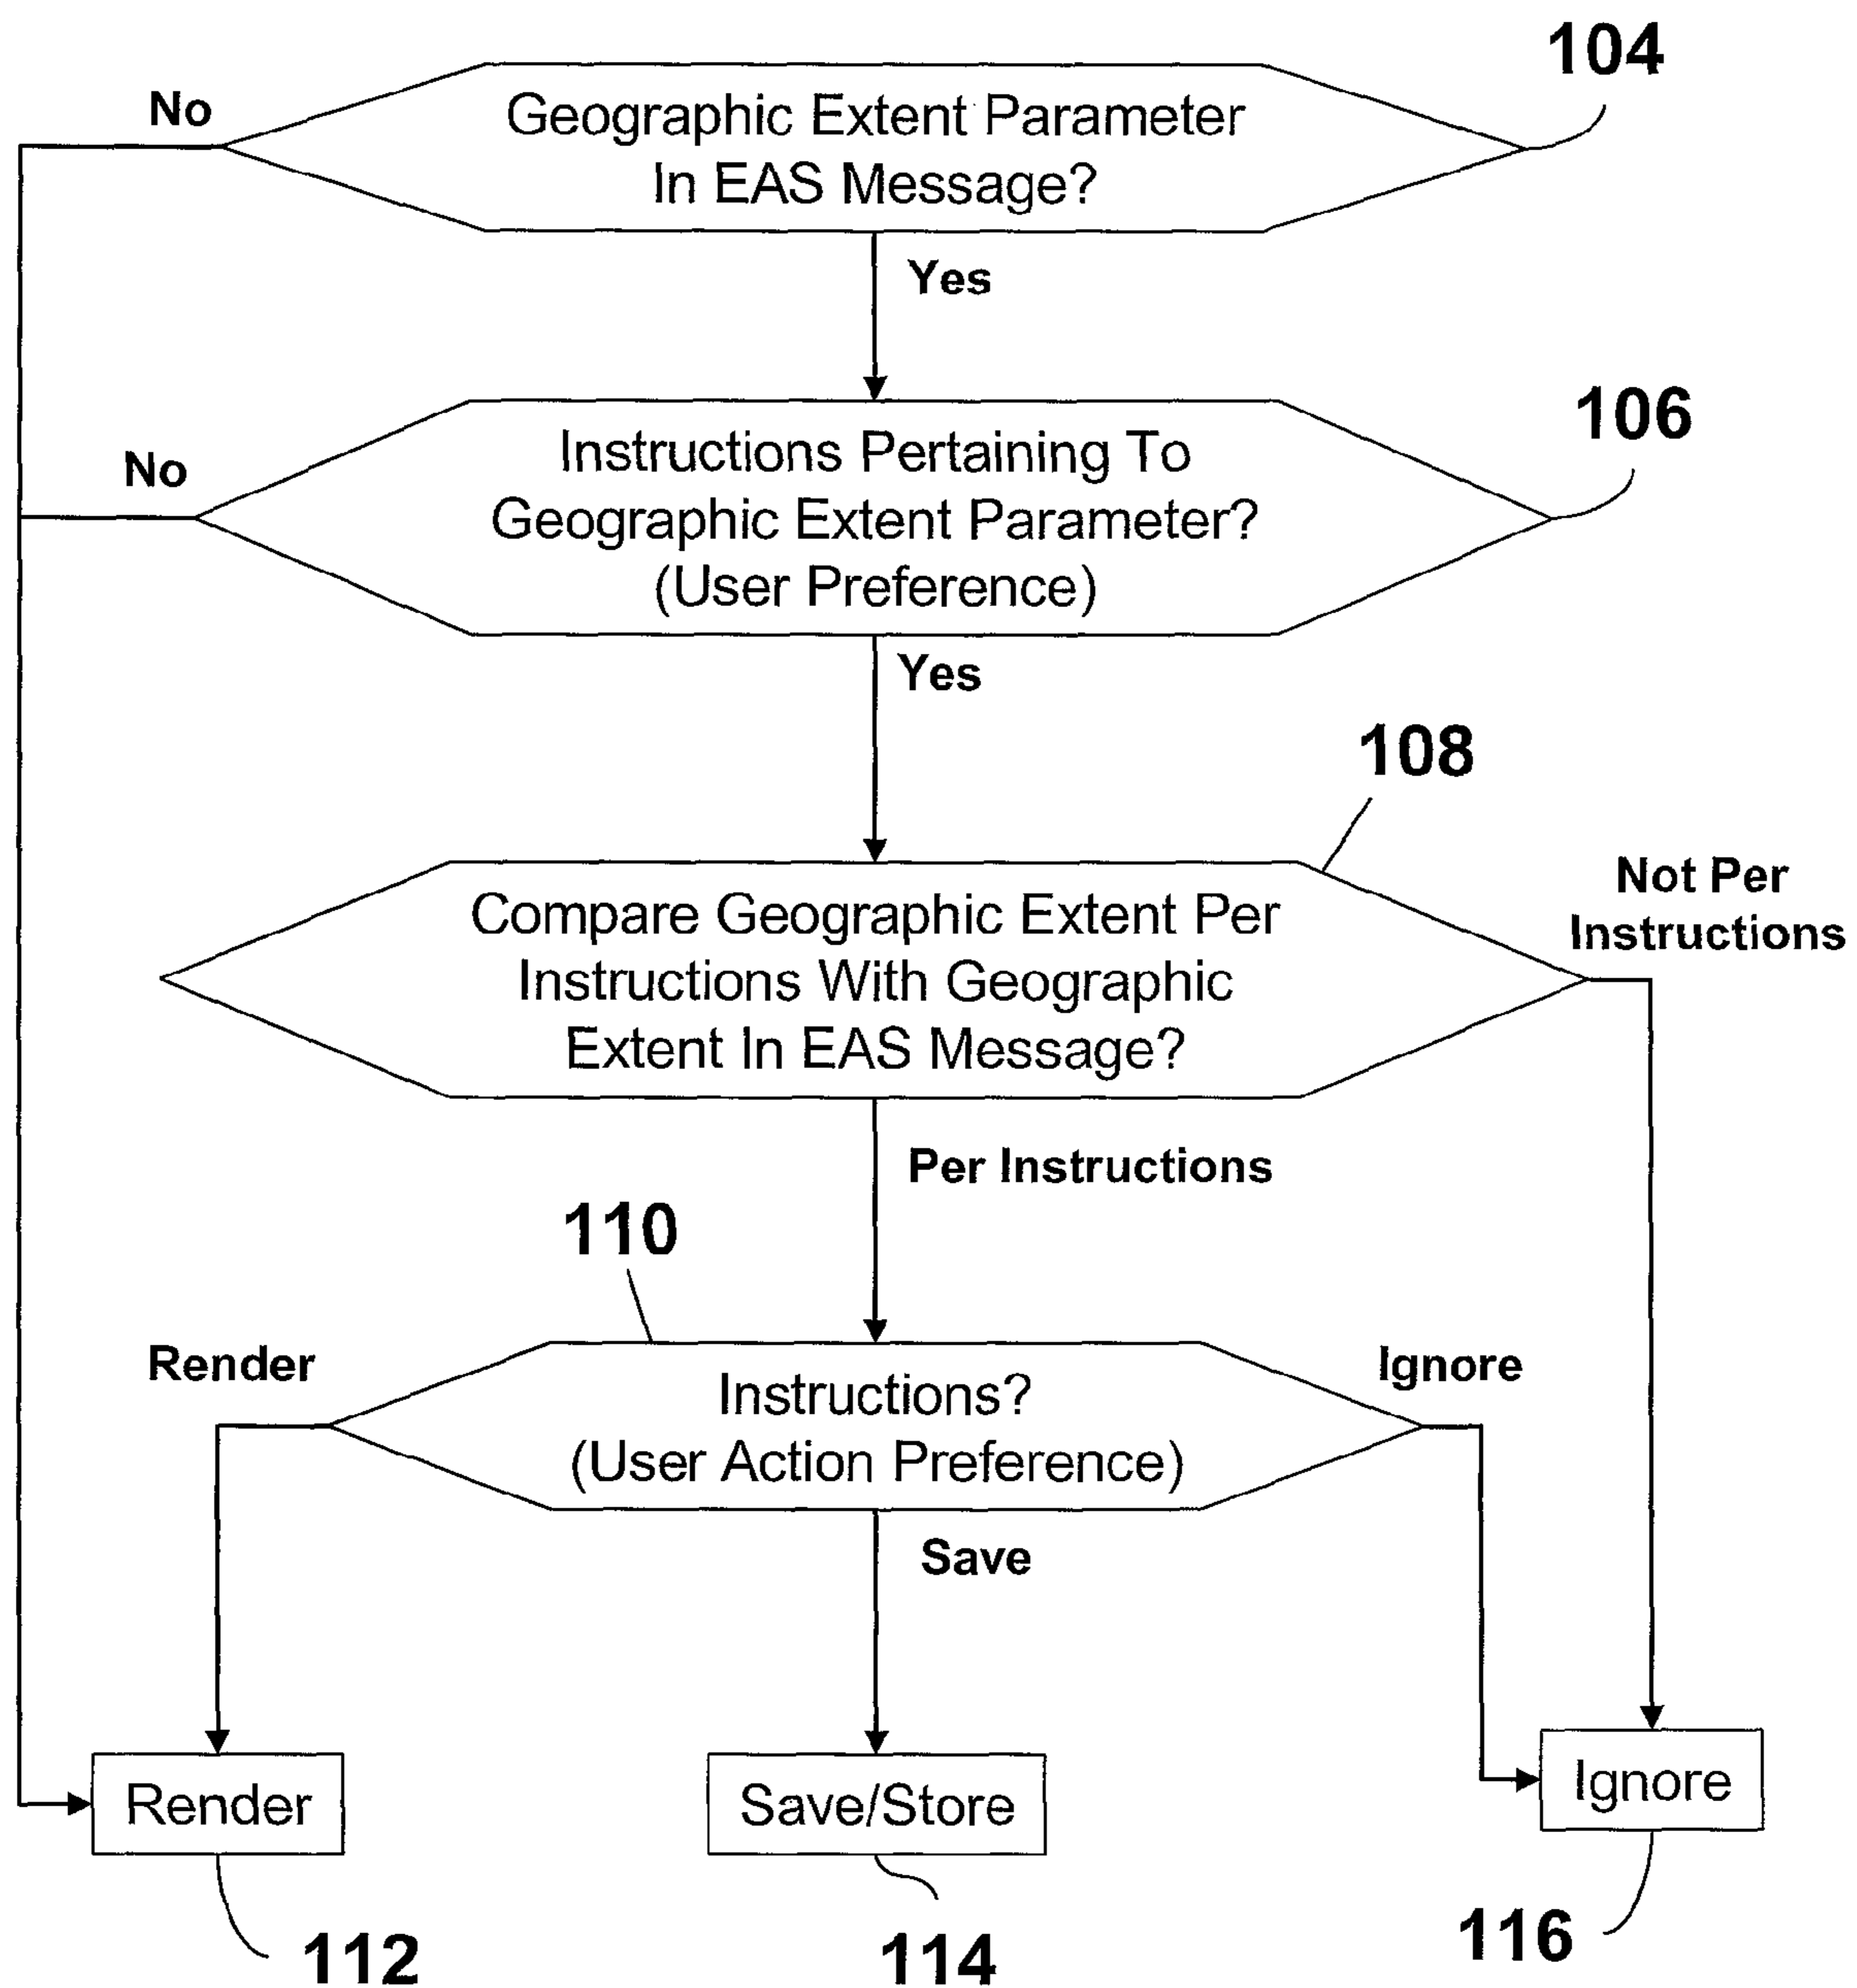 104
No
Geographic Extent Parameter
In EAS Message?
Yes
106
No
Instructions Pertaining To
Geographic Extent Parameter?
(User Preference)
Yes
108
Not Per
Instructions
Compare Geographic Extent Per
Instructions With Geographic
Extent In EAS Message?
Per Instructions
110
Render
Ignore
Instructions?
(User Action Preference)
Save
Render
Save/Store
Ignore
112
114
116